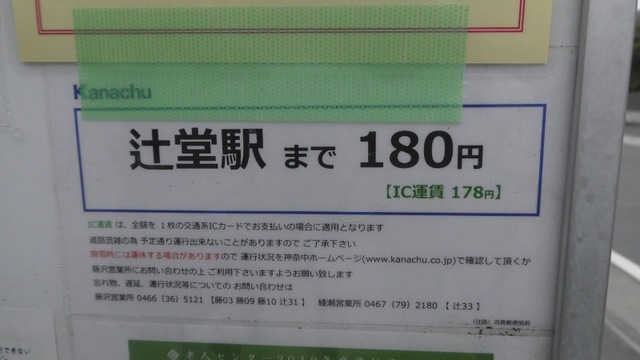 Kanachu
辻堂駅 まで 180円
【IC運賃 178円】
IC運賃 は、全額を 1枚の交通系ICカードでお支払いの場合に適用となります
道路混雑の為 予定通り運行出来ないことがありますので ご了承下さい
降雪時には運休する場合がありますので 運行状況を神奈中ホームページ(www.kanachu.co.jp)で確認して頂くか
藤沢営業所にお問い合わせの上 ご利用下さいますようお願い致します
忘れ物、遅延、運行状況等についての お問い合わせは
藤沢営業所 0466 (36) 5121 【藤03 藤09 藤10 辻31】 綾瀬営業所 0467 (79) 2180 【 辻33 】